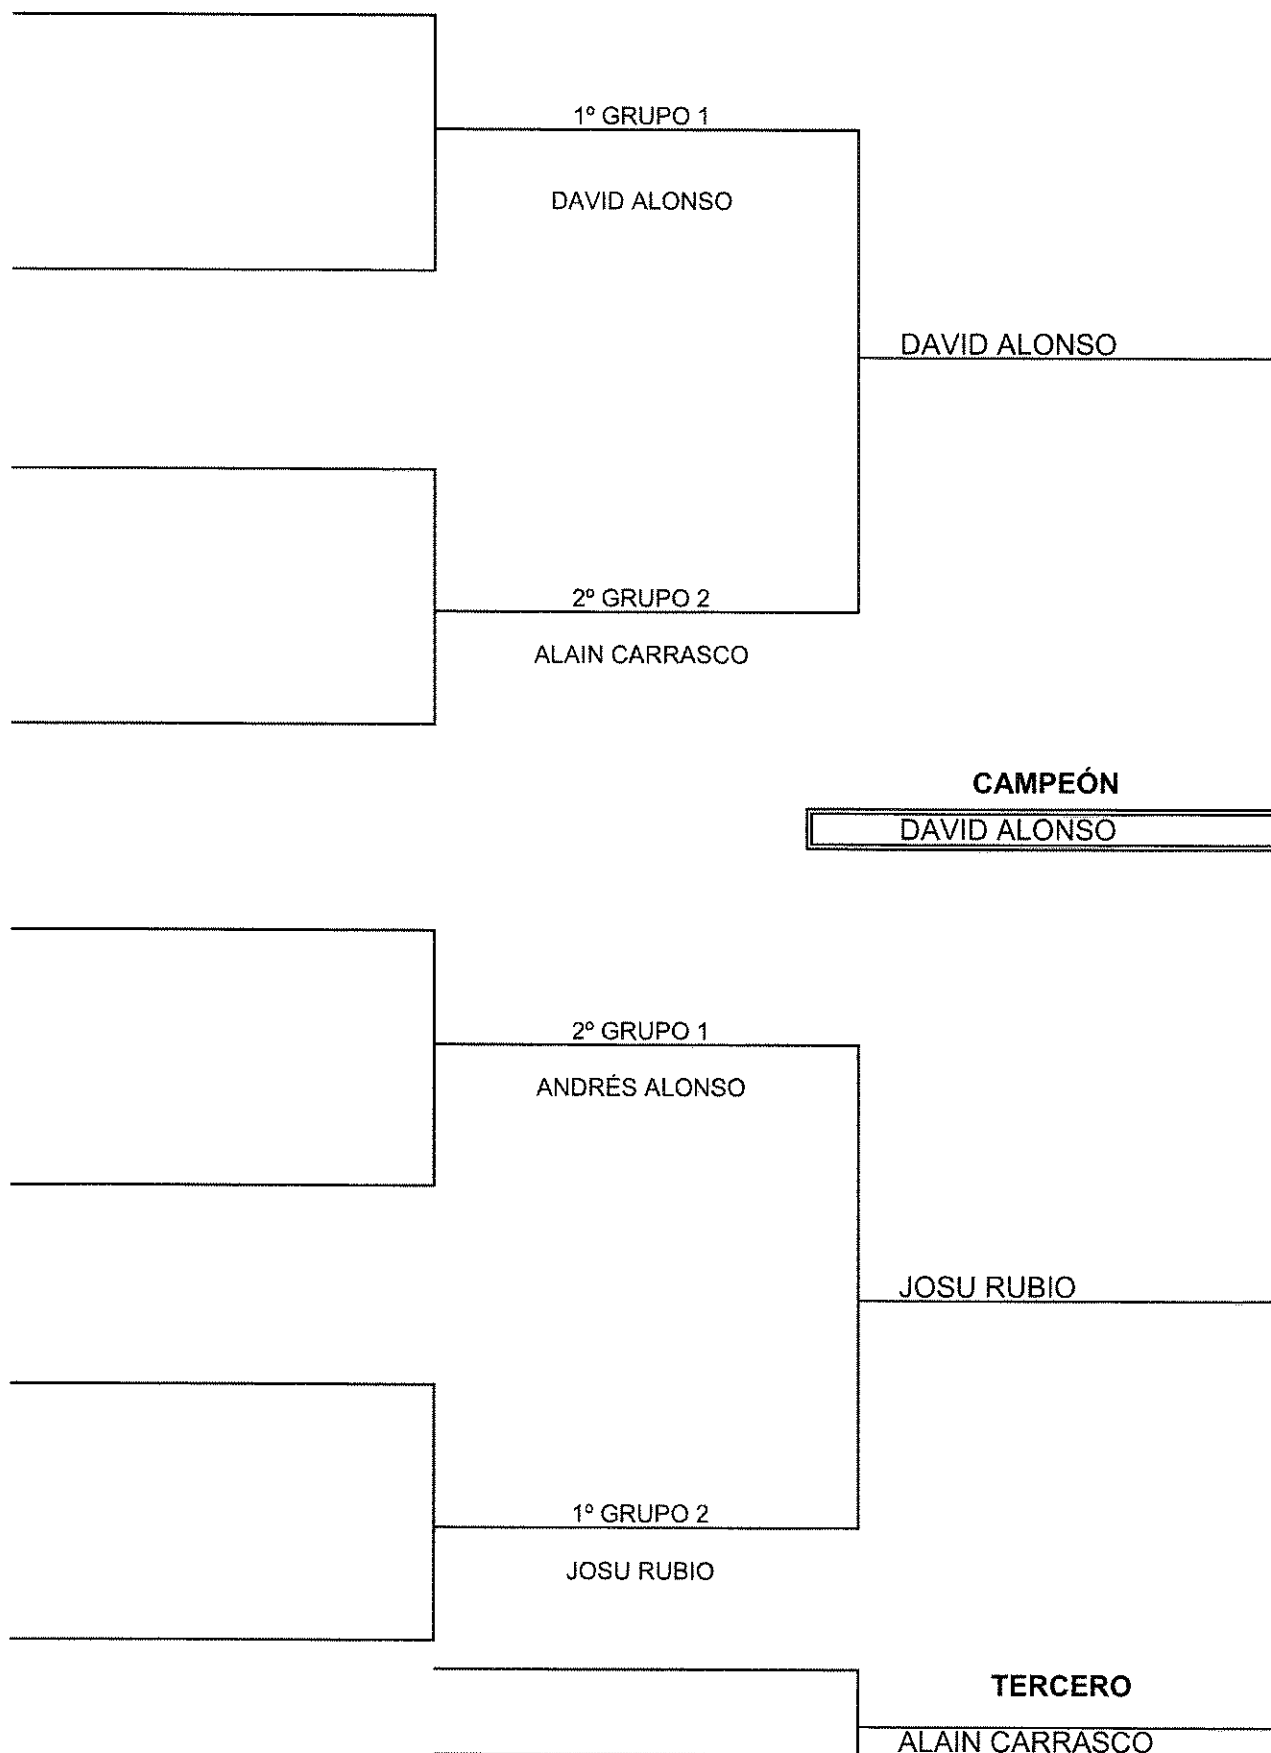 1º GRUPO 1
DAVID ALONSO
DAVID ALONSO
2º GRUPO 2
ALAIN CARRASCO
CAMPEÓN
DAVID ALONSO
2º GRUPO 1
ANDRÉS ALONSO
JOSU RUBIO
1º GRUPO 2
JOSU RUBIO
TERCERO
ALAIN CARRASCO